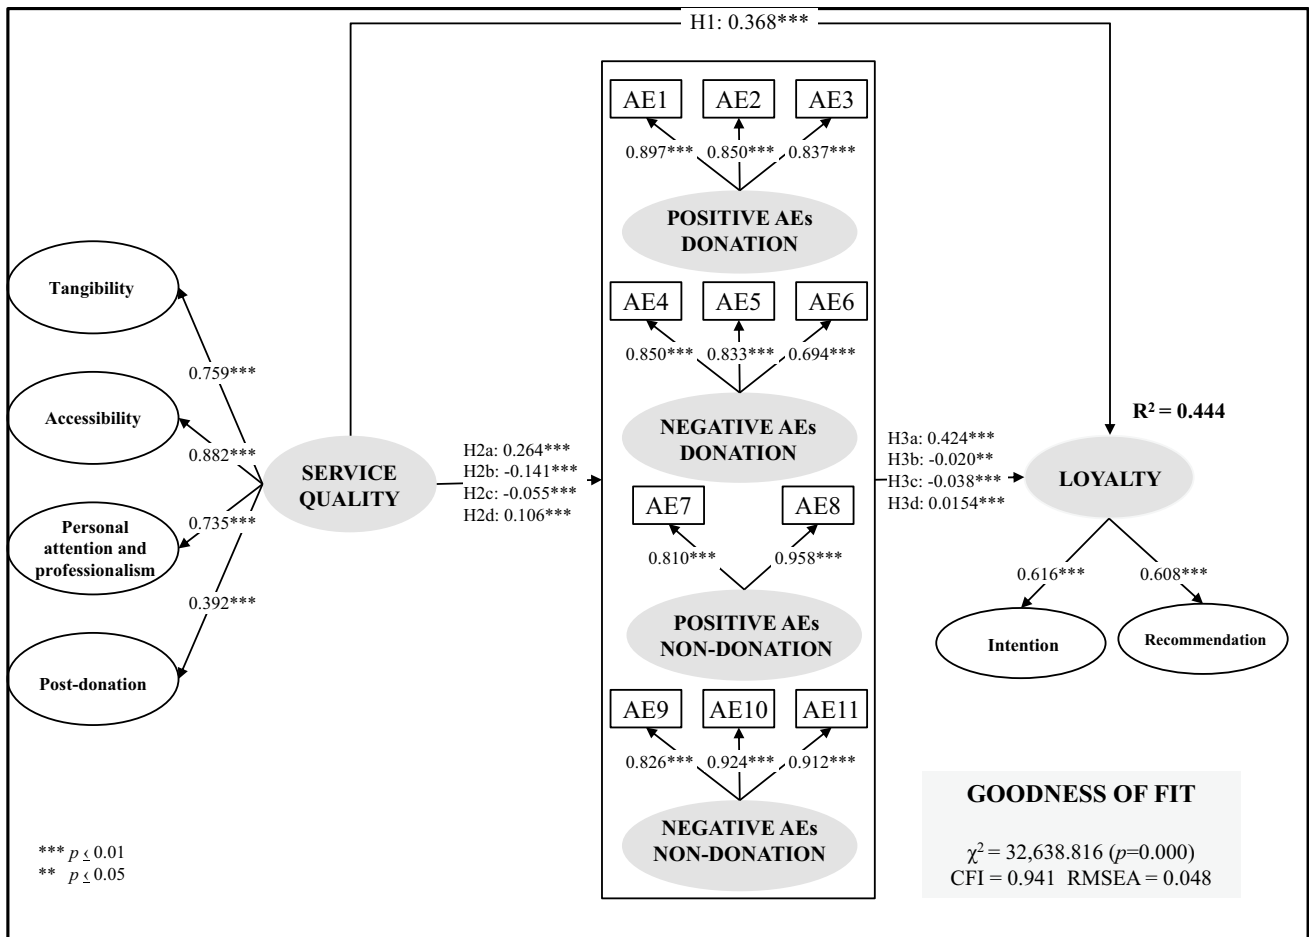 H1: 0.368***
AE1 AE2 AE3
0.897*** 0.850*** 0.837***
POSITIVE AEs
DONATION
AE4 AE5 AE6
0.850*** 0.833*** 0.694***
NEGATIVE AEs
DONATION
AE7 AE8
0.810*** 0.958***
POSITIVE AEs
NON-DONATION
AE9 AE10 AE11
0.826*** 0.924*** 0.912***
NEGATIVE AEs
NON-DONATION
Tangibility
0.759***
Accessibility
0.882***
Personal
attention and
professionalism
0.735***
0.392***
Post-donation
SERVICE
QUALITY
H2a: 0.264***
H2b: -0.141***
H2c: -0.055***
H2d: 0.106***
H3a: 0.424***
H3b: -0.020**
H3c: -0.038***
H3d: 0.0154***
R² = 0.444
LOYALTY
0.616*** 0.608***
Intention
Recommendation
GOODNESS OF FIT
χ² = 32,638.816 (p=0.000)
CFI = 0.941 RMSEA = 0.048
*** p ≤ 0.01
** p ≤ 0.05